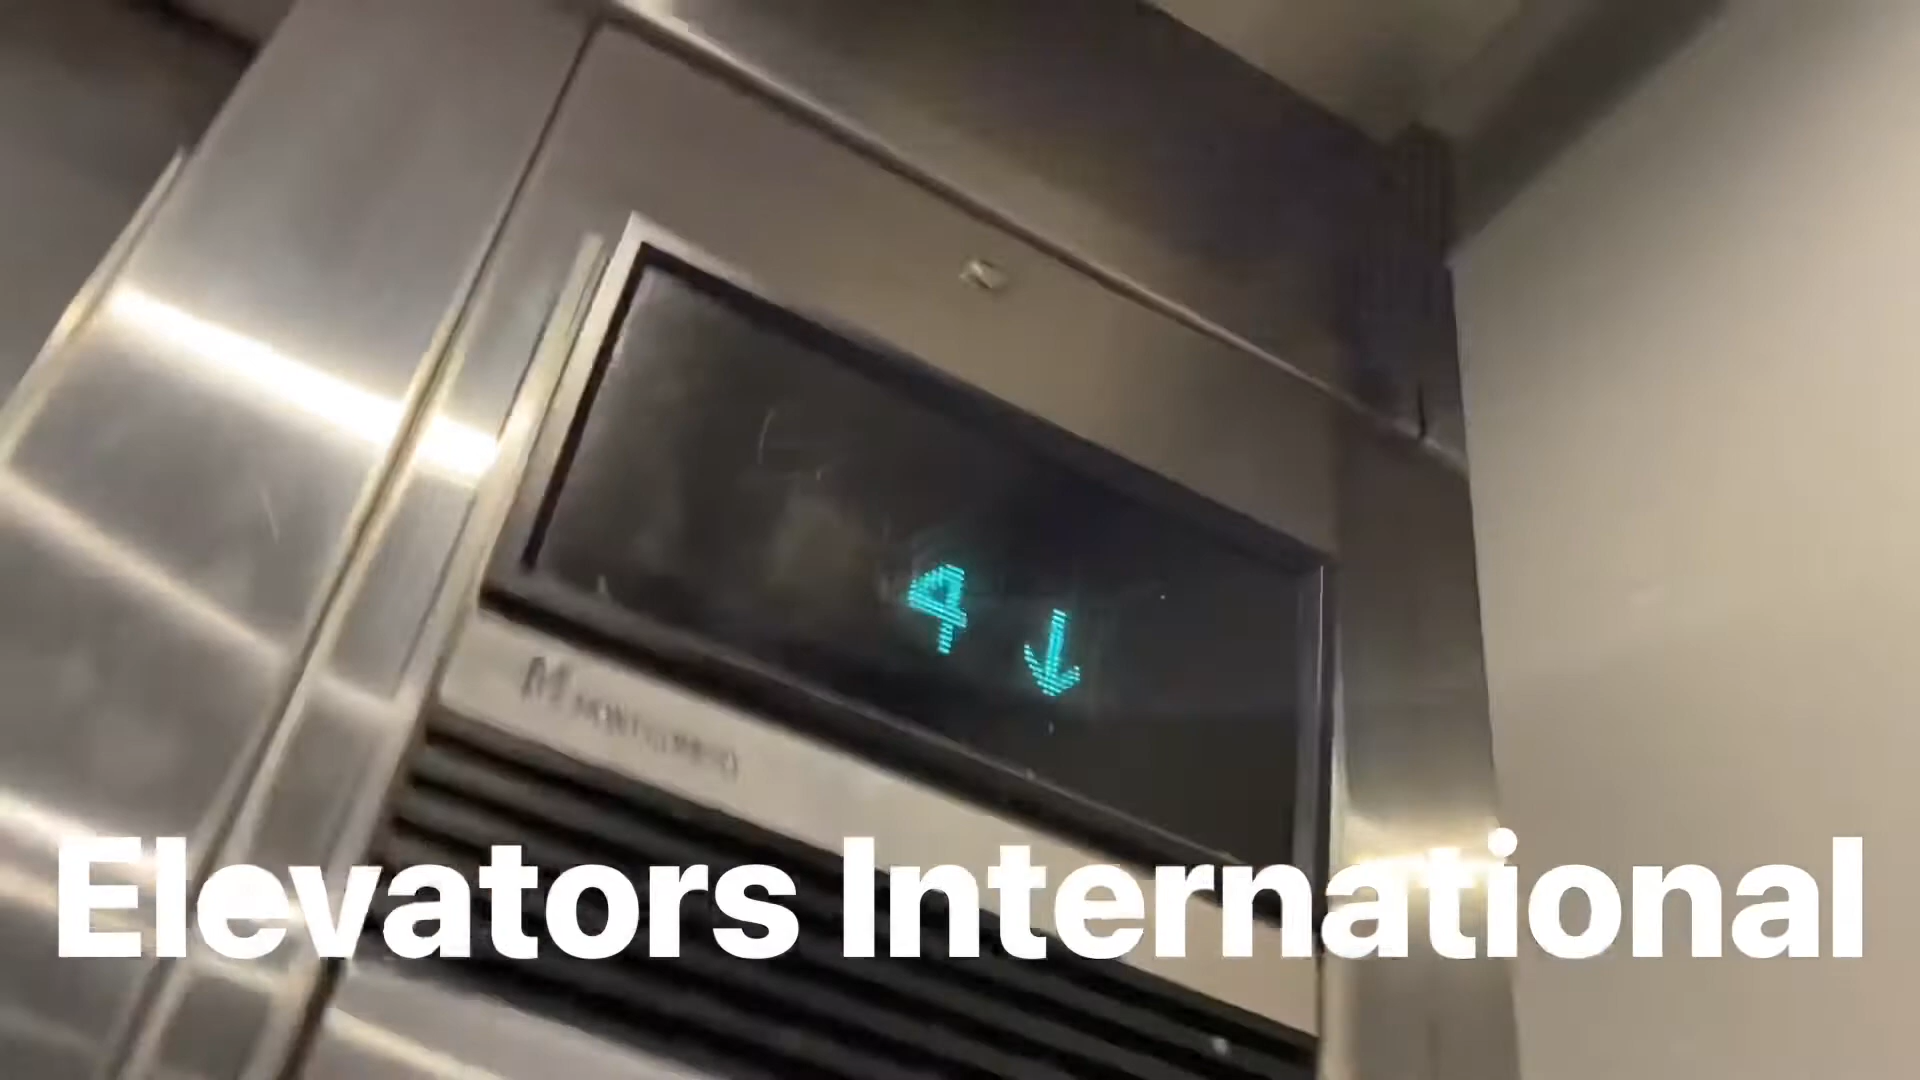 4 ↓
Elevators International